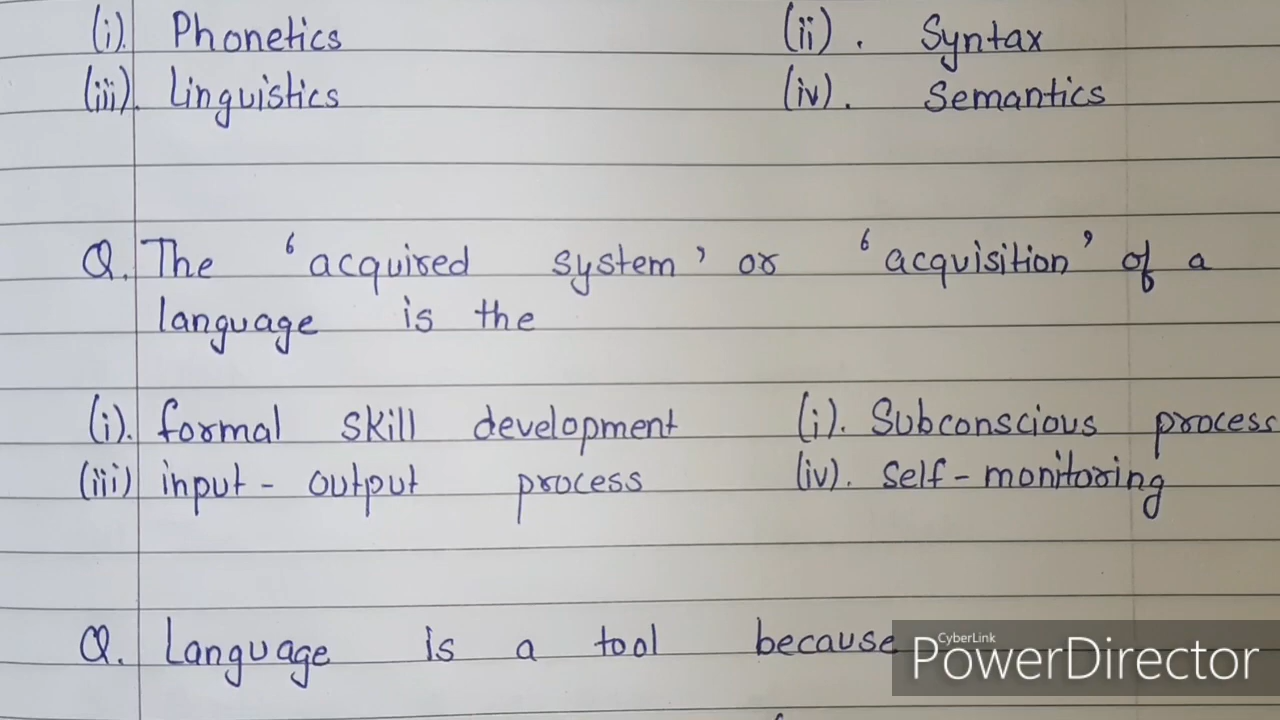 (i). Phonetics (ii). Syntax
(iii). Linguistics (iv). Semantics
Q. The ‘acquired system’ or ‘acquisition’ of a
language is the
(i). formal skill development (i). Subconscious process
(iii) input - output process (iv). self - monitoring
Q. Language is a tool because
CyberLink
PowerDirector